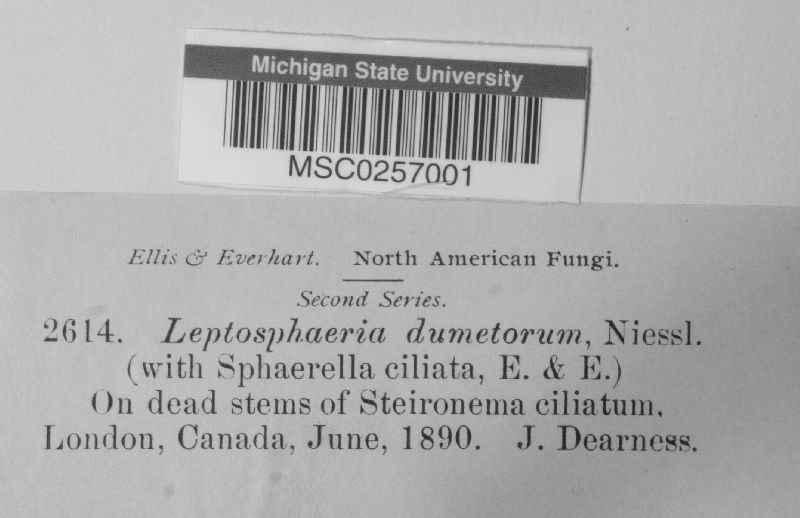 Michigan State University
MSC0257001
Ellis & Everhart. North American Fungi.
Second Series.
2614. Leptosphaeria dumetorum, Niessl.
(with Sphaerella ciliata, E. & E.)
On dead stems of Steironema ciliatum,
London, Canada, June, 1890. J. Dearness.